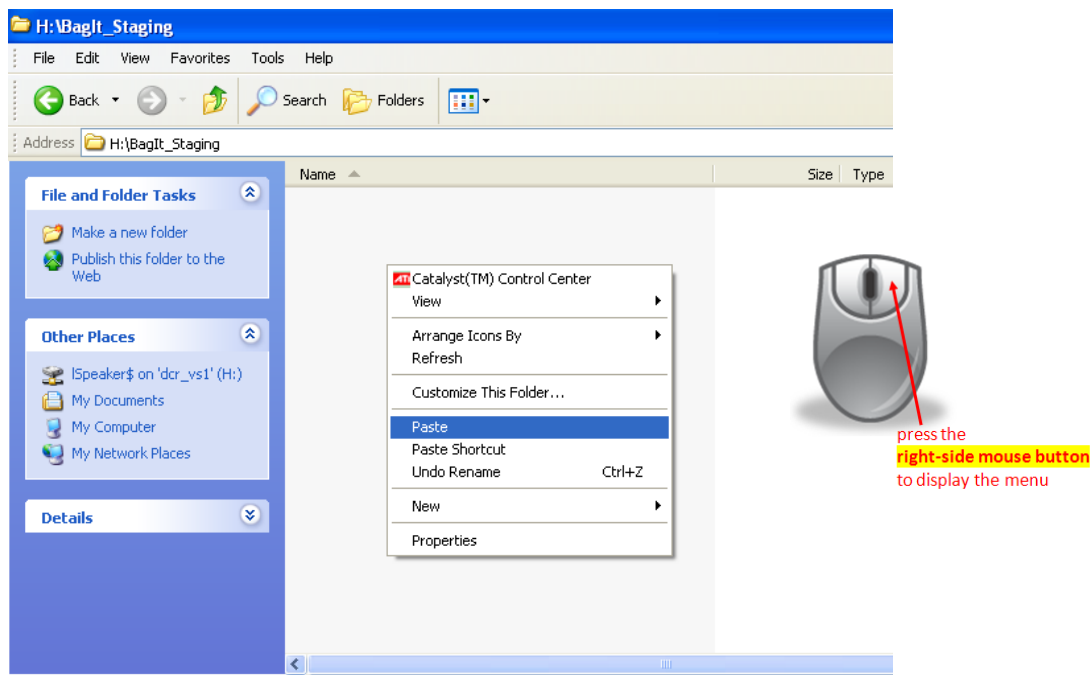 H:\BagIt_Staging
File Edit View Favorites Tools Help
Back Search Folders
Address H:\BagIt_Staging
Name Size Type
File and Folder Tasks
Make a new folder
Publish this folder to the
Web
Other Places
lSpeaker$ on 'dcr_vs1' (H:)
My Documents
My Computer
My Network Places
Details
ATI Catalyst(TM) Control Center
View
Arrange Icons By
Refresh
Customize This Folder...
Paste
Paste Shortcut
Undo Rename Ctrl+Z
New
Properties
press the
right-side mouse button
to display the menu